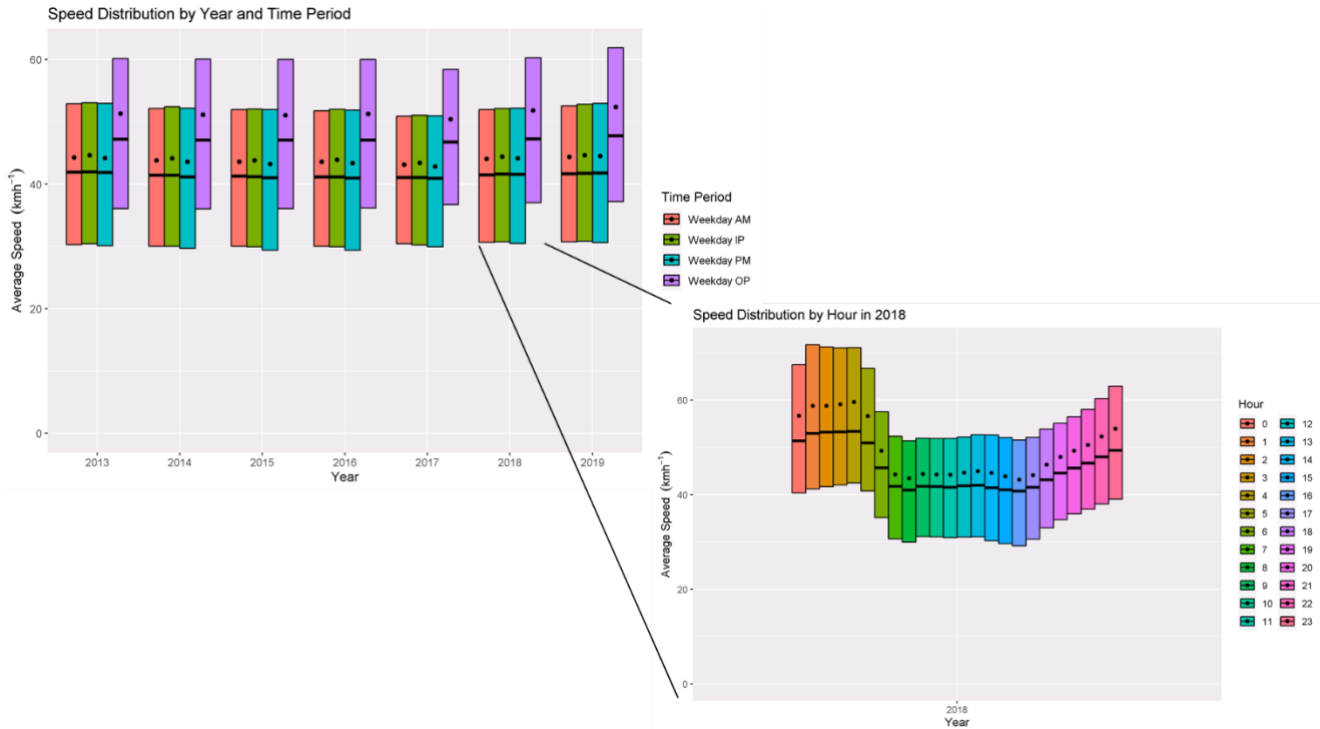 Speed Distribution by Year and Time Period
60
40
20
0
Average Speed (kmh⁻¹)
2013 2014 2015 2016 2017 2018 2019
Year
Time Period
Weekday AM
Weekday IP
Weekday PM
Weekday OP
Speed Distribution by Hour in 2018
60
40
20
0
Average Speed (kmh⁻¹)
2018
Year
Hour
0 12
1 13
2 14
3 15
4 16
5 17
6 18
7 19
8 20
9 21
10 22
11 23